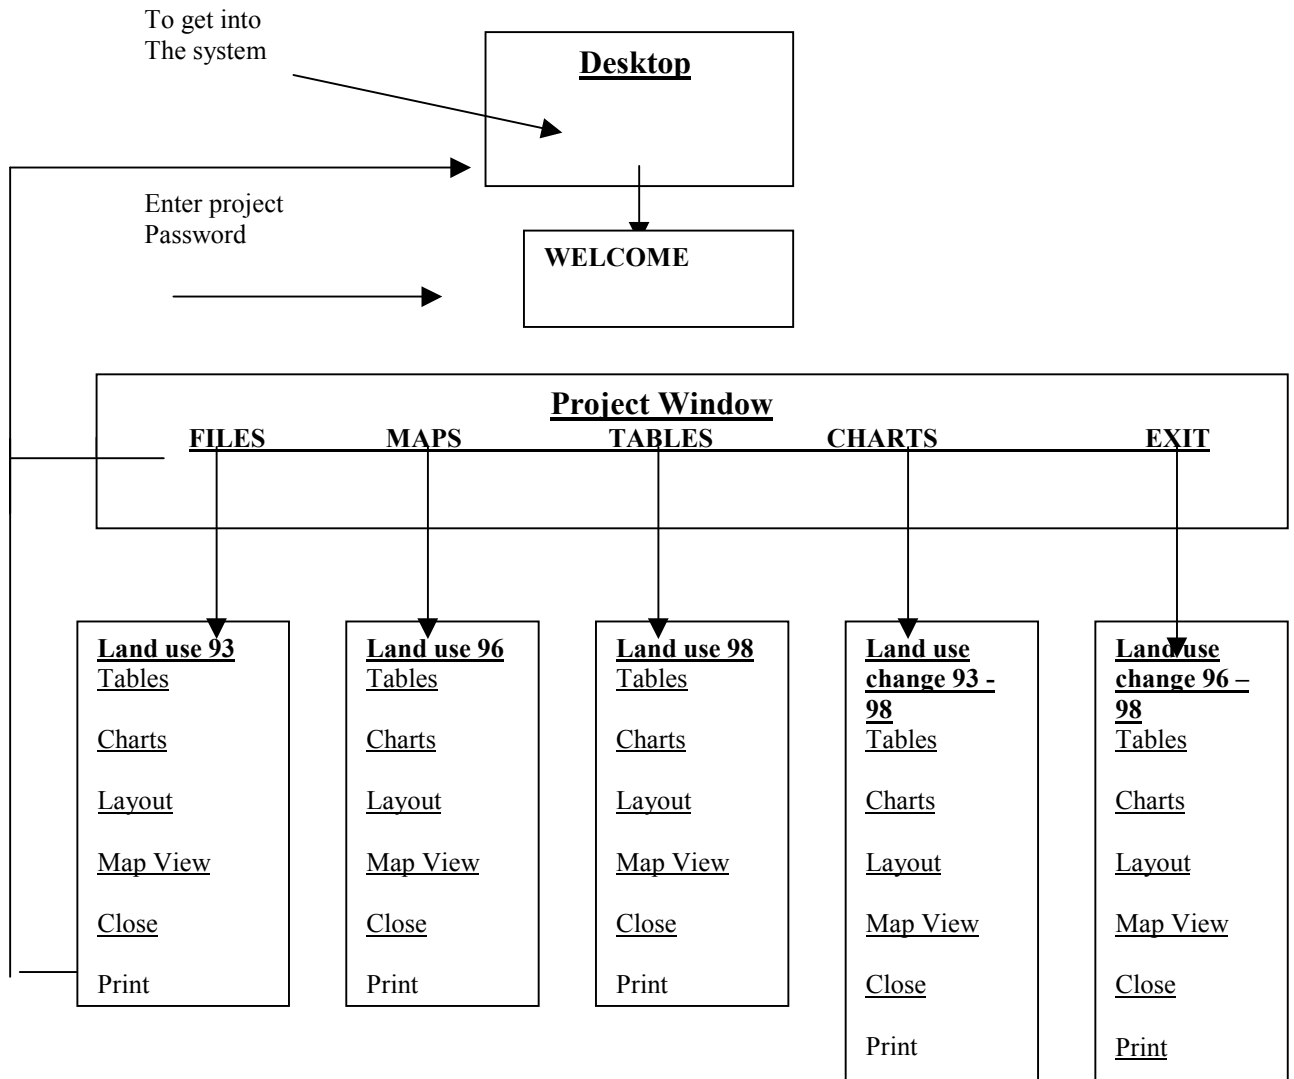 To get into
The system
Desktop
Enter project
Password
WELCOME
Project Window
FILES MAPS TABLES CHARTS EXIT
Land use 93
Tables
Charts
Layout
Map View
Close
Print
Land use 96
Tables
Charts
Layout
Map View
Close
Print
Land use 98
Tables
Charts
Layout
Map View
Close
Print
Land use
change 93 -
98
Tables
Charts
Layout
Map View
Close
Print
Land use
change 96 –
98
Tables
Charts
Layout
Map View
Close
Print